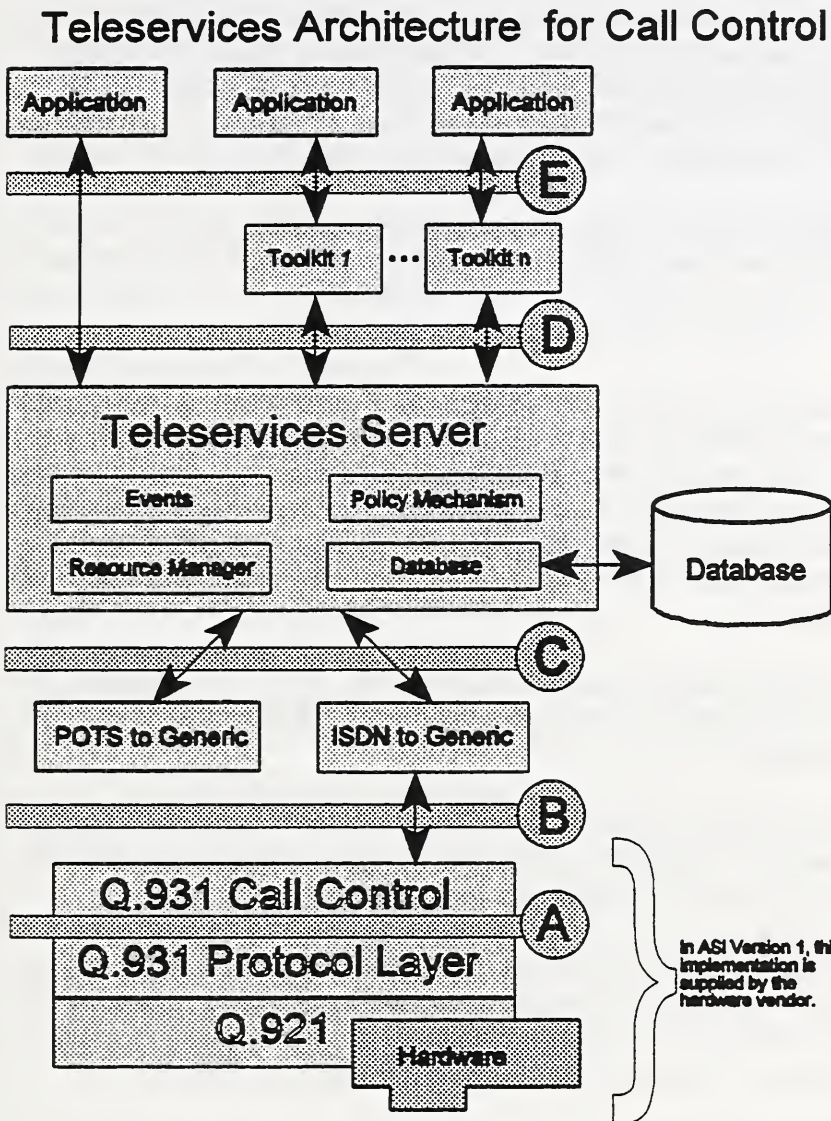 Teleservices Architecture for Call Control
Application Application Application
E
Toolkit 1 ... Toolkit n
D
Teleservices Server
Events Policy Mechanism
Resource Manager Database
Database
C
POTS to Generic ISDN to Generic
B
Q.931 Call Control
A
Q.931 Protocol Layer
Q.921
Hardware
In ASI Version 1, this
implementation is
supplied by the
hardware vendor.